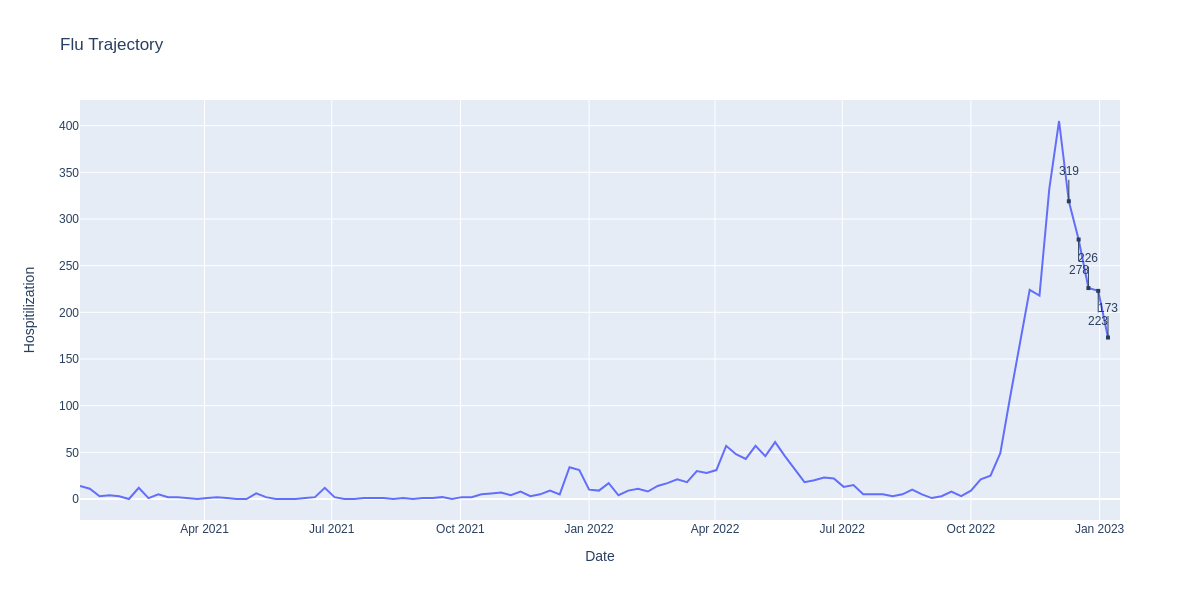 Flu Trajectory
400
350
300
250
200
150
100
50
0
Hospitilization
319
226
278
173
223
Apr 2021
Jul 2021
Oct 2021
Jan 2022
Apr 2022
Jul 2022
Oct 2022
Jan 2023
Date